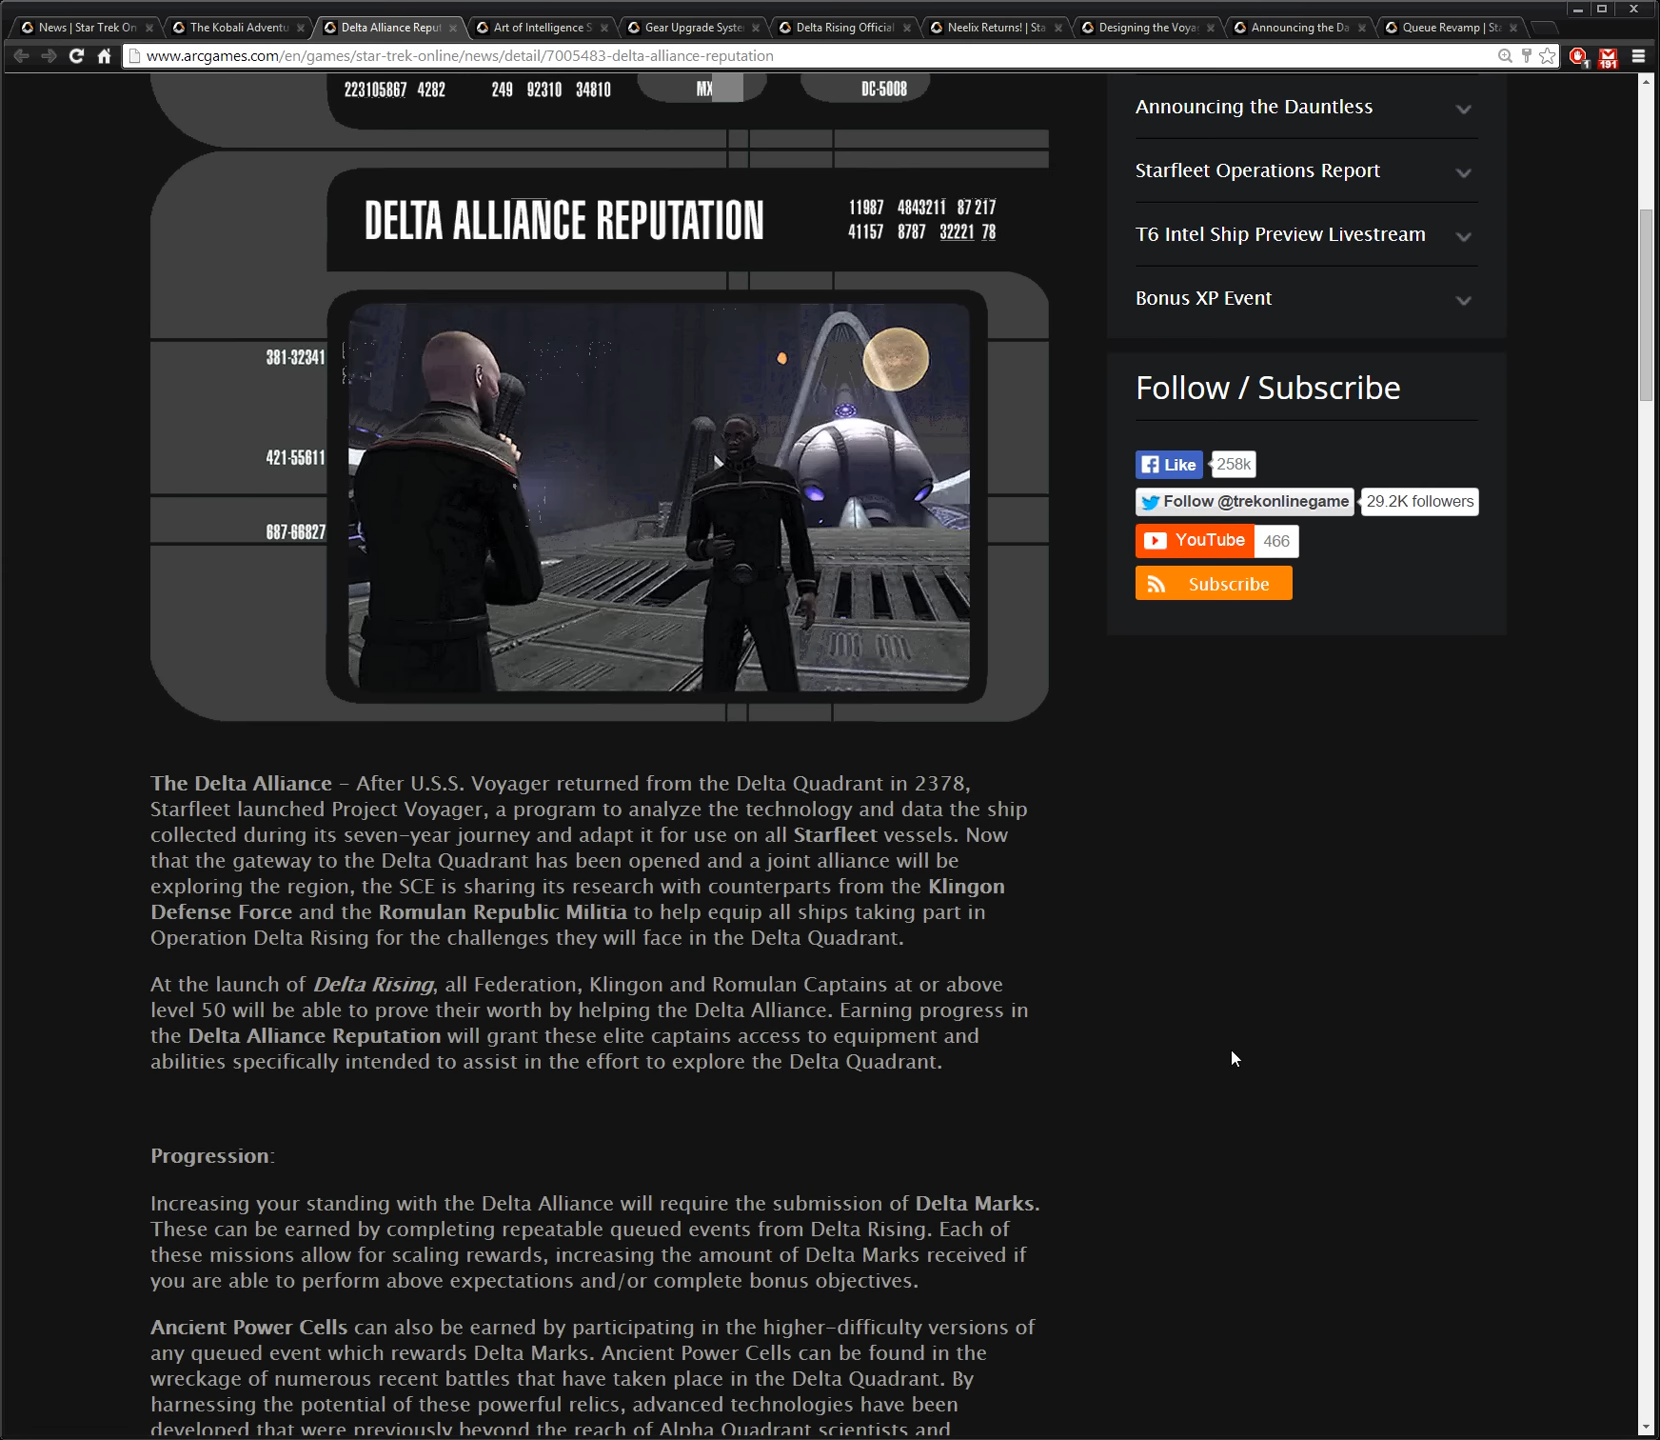 News | Star Trek On
The Kobali Adventu
Delta Alliance Reput
Art of Intelligence S
Gear Upgrade Syste
Delta Rising Official
Neelix Returns! | Sta
Designing the Voya
Announcing the Da
Queue Revamp | St
www.arcgames.com/en/games/star-trek-online/news/detail/7005483-delta-alliance-reputation
1
191
223105867 4282 249 92310 34810 MX DC-5008
DELTA ALLIANCE REPUTATION
11987 4843211 87 217
41157 8787 32221 78
381-32341
421-55611
687-66827
The Delta Alliance – After U.S.S. Voyager returned from the Delta Quadrant in 2378,
Starfleet launched Project Voyager, a program to analyze the technology and data the ship
collected during its seven-year journey and adapt it for use on all Starfleet vessels. Now
that the gateway to the Delta Quadrant has been opened and a joint alliance will be
exploring the region, the SCE is sharing its research with counterparts from the Klingon
Defense Force and the Romulan Republic Militia to help equip all ships taking part in
Operation Delta Rising for the challenges they will face in the Delta Quadrant.
At the launch of Delta Rising, all Federation, Klingon and Romulan Captains at or above
level 50 will be able to prove their worth by helping the Delta Alliance. Earning progress in
the Delta Alliance Reputation will grant these elite captains access to equipment and
abilities specifically intended to assist in the effort to explore the Delta Quadrant.
Progression:
Increasing your standing with the Delta Alliance will require the submission of Delta Marks.
These can be earned by completing repeatable queued events from Delta Rising. Each of
these missions allow for scaling rewards, increasing the amount of Delta Marks received if
you are able to perform above expectations and/or complete bonus objectives.
Ancient Power Cells can also be earned by participating in the higher-difficulty versions of
any queued event which rewards Delta Marks. Ancient Power Cells can be found in the
wreckage of numerous recent battles that have taken place in the Delta Quadrant. By
harnessing the potential of these powerful relics, advanced technologies have been
developed that were previously beyond the reach of Alpha Quadrant scientists and
Announcing the Dauntless
Starfleet Operations Report
T6 Intel Ship Preview Livestream
Bonus XP Event
Follow / Subscribe
Like 258k
Follow @trekonlinegame 29.2K followers
YouTube 466
Subscribe